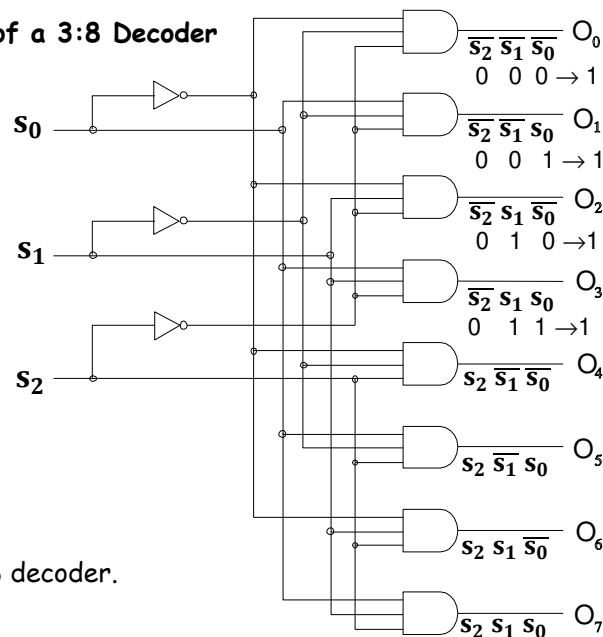 of a 3:8 Decoder
O₀
s̅₂ s̅₁ s̅₀
0 0 0 → 1
s₀
O₁
s̅₂ s̅₁ s₀
0 0 1 → 1
O₂
s̅₂ s₁ s̅₀
0 1 0 →1
s₁
O₃
s̅₂ s₁ s₀
0 1 1 →1
s₂
O₄
s₂ s̅₁ s̅₀
O₅
s₂ s̅₁ s₀
O₆
s₂ s₁ s̅₀
decoder.
O₇
s₂ s₁ s₀